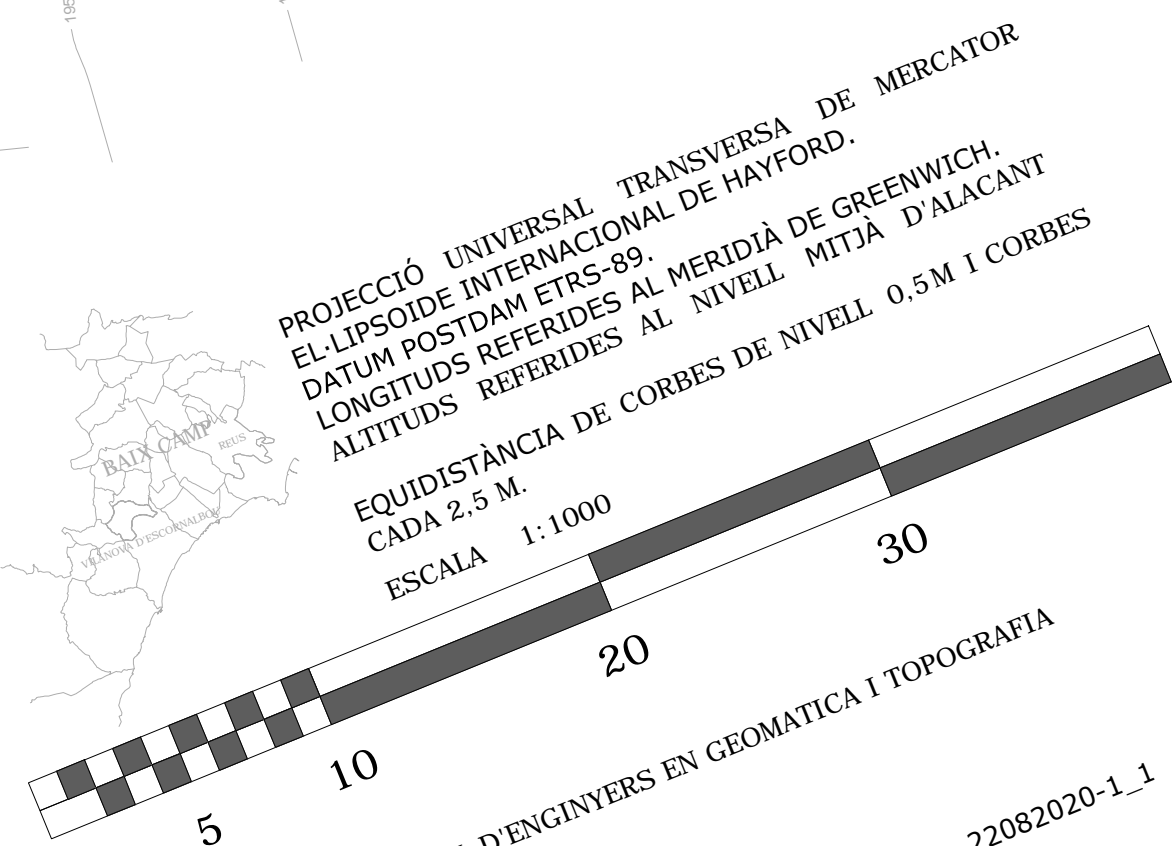 195
PROJECCIÓ UNIVERSAL TRANSVERSA DE MERCATOR
EL·LIPSOIDE INTERNACIONAL DE HAYFORD.
DATUM POSTDAM ETRS-89.
LONGITUDS REFERIDES AL MERIDIÀ DE GREENWICH.
ALTITUDS REFERIDES AL NIVELL MITJÀ D'ALACANT
EQUIDISTÀNCIA DE CORBES DE NIVELL 0,5M I CORBES
CADA 2,5 M.
ESCALA 1:1000
BAIX CAMP
REUS
VILANOVA D'ESCORNALBOU
5
10
20
30
D'ENGINYERS EN GEOMATICA I TOPOGRAFIA
22082020-1_1